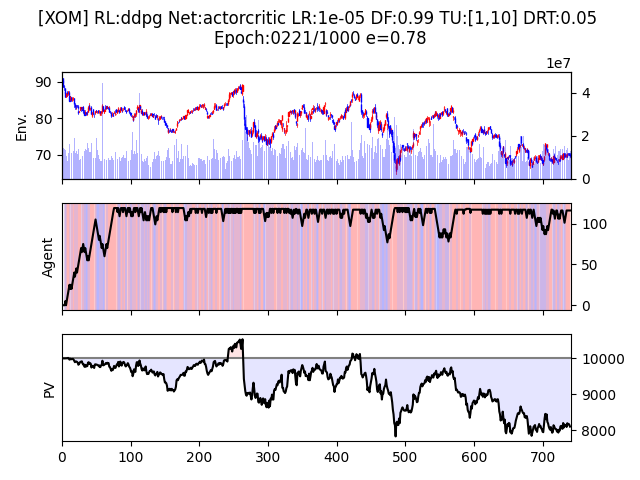 [XOM] RL:ddpg Net:actorcritic LR:1e-05 DF:0.99 TU:[1,10] DRT:0.05
Epoch:0221/1000 e=0.78
1e7
90
80
70
Env.
4
2
0
Agent
100
50
0
PV
10000
9000
8000
0 100 200 300 400 500 600 700